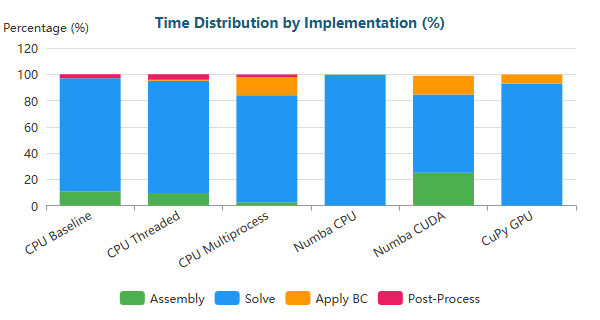 Time Distribution by Implementation (%)
Percentage (%)
120
100
80
60
40
20
0
CPU Baseline
CPU Threaded
CPU Multiprocess
Numba CPU
Numba CUDA
CuPy GPU
Assembly Solve Apply BC Post-Process